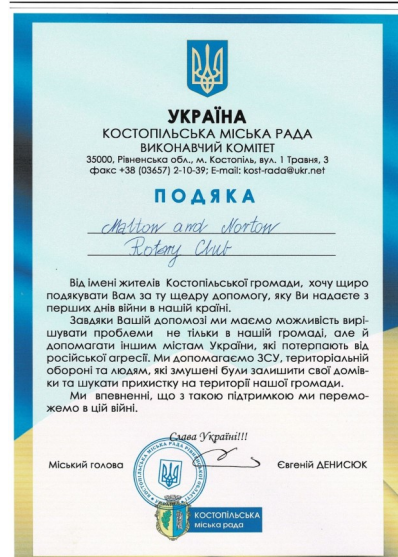 УКРАЇНА
КОСТОПІЛЬСЬКА МІСЬКА РАДА
ВИКОНАВЧИЙ КОМІТЕТ
35000, Рівненська обл., м. Костопіль, вул. 1 Травня, 3
факс +38 (03657) 2-10-39; E-mail: kost-rada@ukr.net
ПОДЯКА
Malton and Norton
Rotary Club
Від імені жителів Костопільської громади, хочу щиро
подякувати Вам за ту щедру допомогу, яку Ви надаєте з
перших днів війни в нашій країні.
Завдяки Вашій допомозі ми маємо можливість вирі-
шувати проблеми не тільки в нашій громаді, але й
допомагати іншим містам України, які потерпають від
російської агресії. Ми допомагаємо ЗСУ, територіальній
обороні та людям, які змушені були залишити свої домів-
ки та шукати прихистку на території нашої громади.
Ми впевненні, що з такою підтримкою ми перемо-
жемо в цій війні.
Слава Україні!!!
Міський голова Євгеній ДЕНИСЮК
КОСТОПІЛЬСЬКА
міська рада